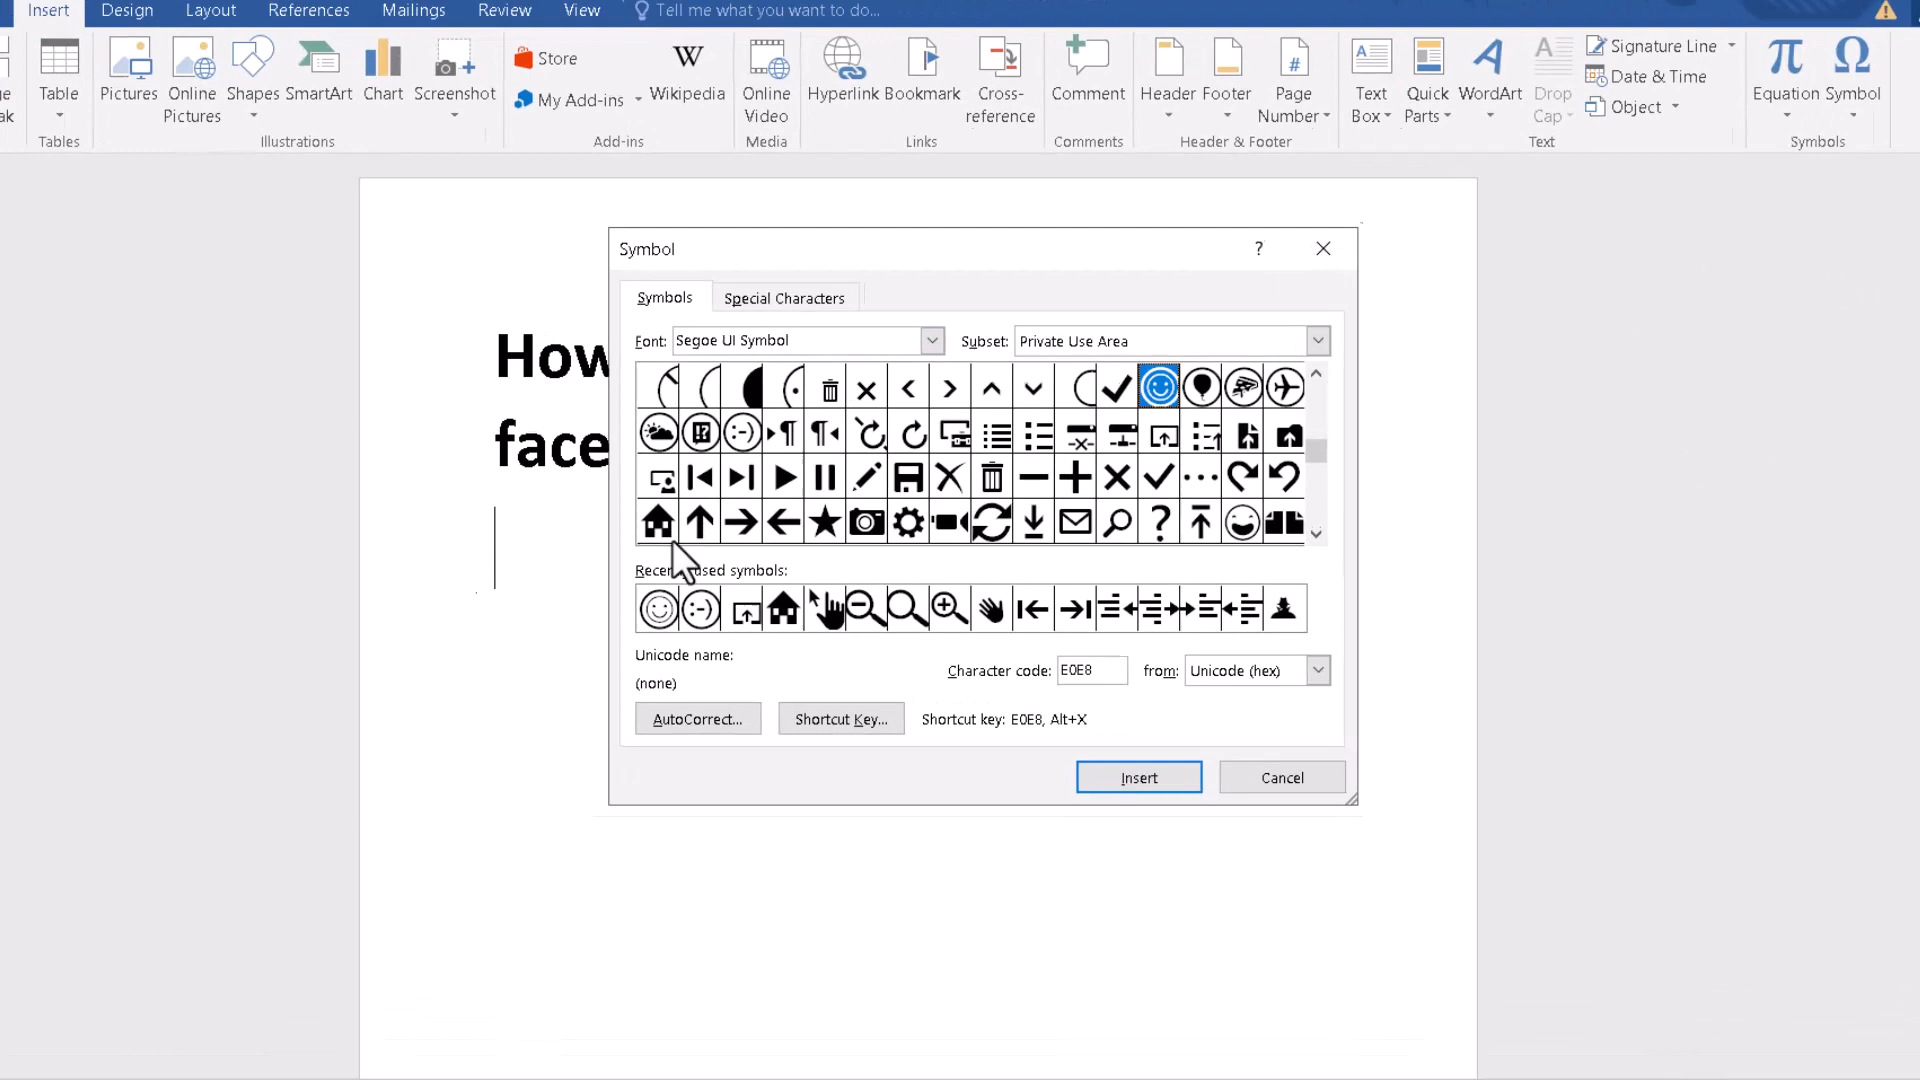 Insert Design Layout References Mailings Review View Tell me what you want to do...
Table Pictures Online Pictures Shapes SmartArt Chart Screenshot
Store
My Add-ins
Wikipedia Online Video Hyperlink Bookmark Cross-reference Comment Header Footer Page Number Text Box Quick Parts WordArt Drop Cap
Signature Line
Date & Time
Object
Equation Symbol
Tables Illustrations Add-ins Media Links Comments Header & Footer Text Symbols
How
face
Symbol
Symbols Special Characters
Font: Segoe UI Symbol Subset: Private Use Area
Recently used symbols:
Unicode name:
(none)
Character code: E0E8 from: Unicode (hex)
AutoCorrect... Shortcut Key... Shortcut key: E0E8, Alt+X
Insert Cancel